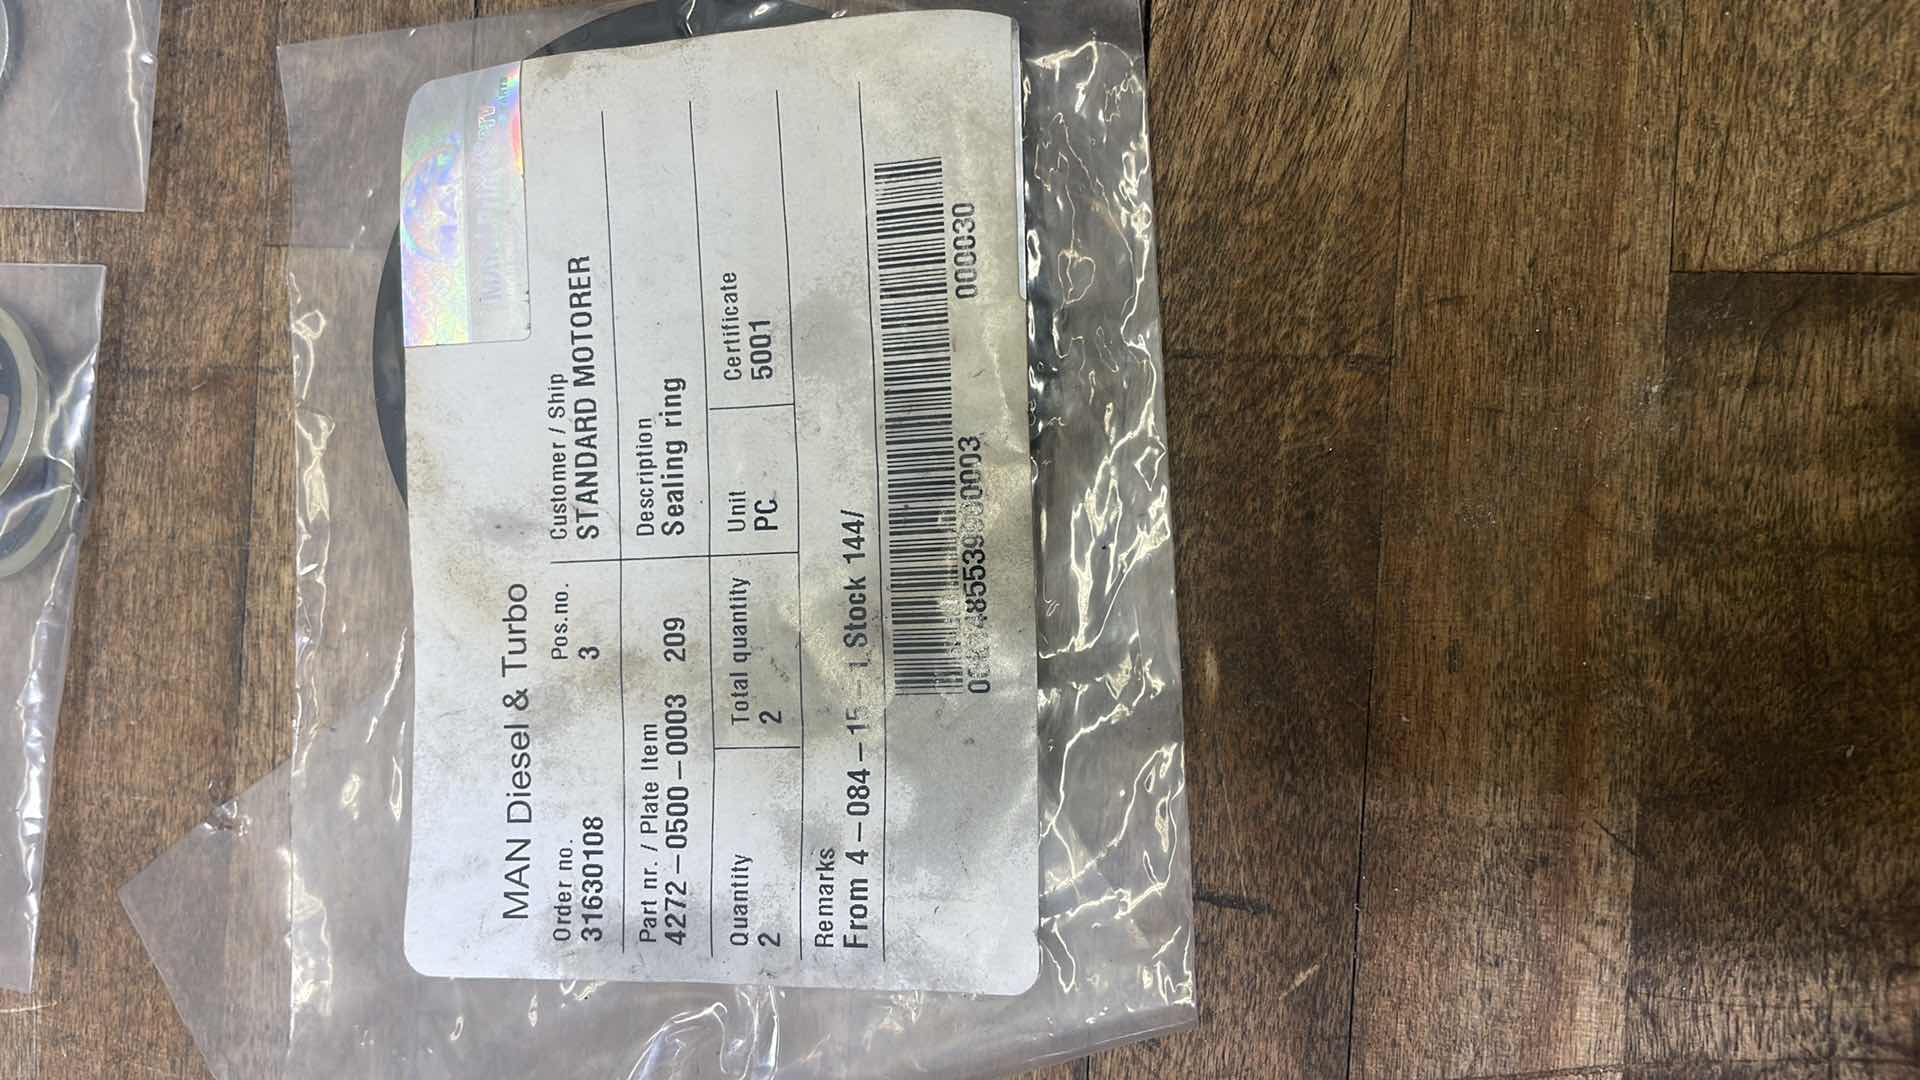 MAN Diesel & Turbo
Order no. Pos.no. Customer / Ship
31630108 3 STANDARD MOTORER
Part nr. / Plate Item Description
4272-0500-0003 209 Sealing ring
Quantity Total quantity Unit Certificate
2 2 PC 5001
Remarks
From 4-084-15- Stock 144/
000030